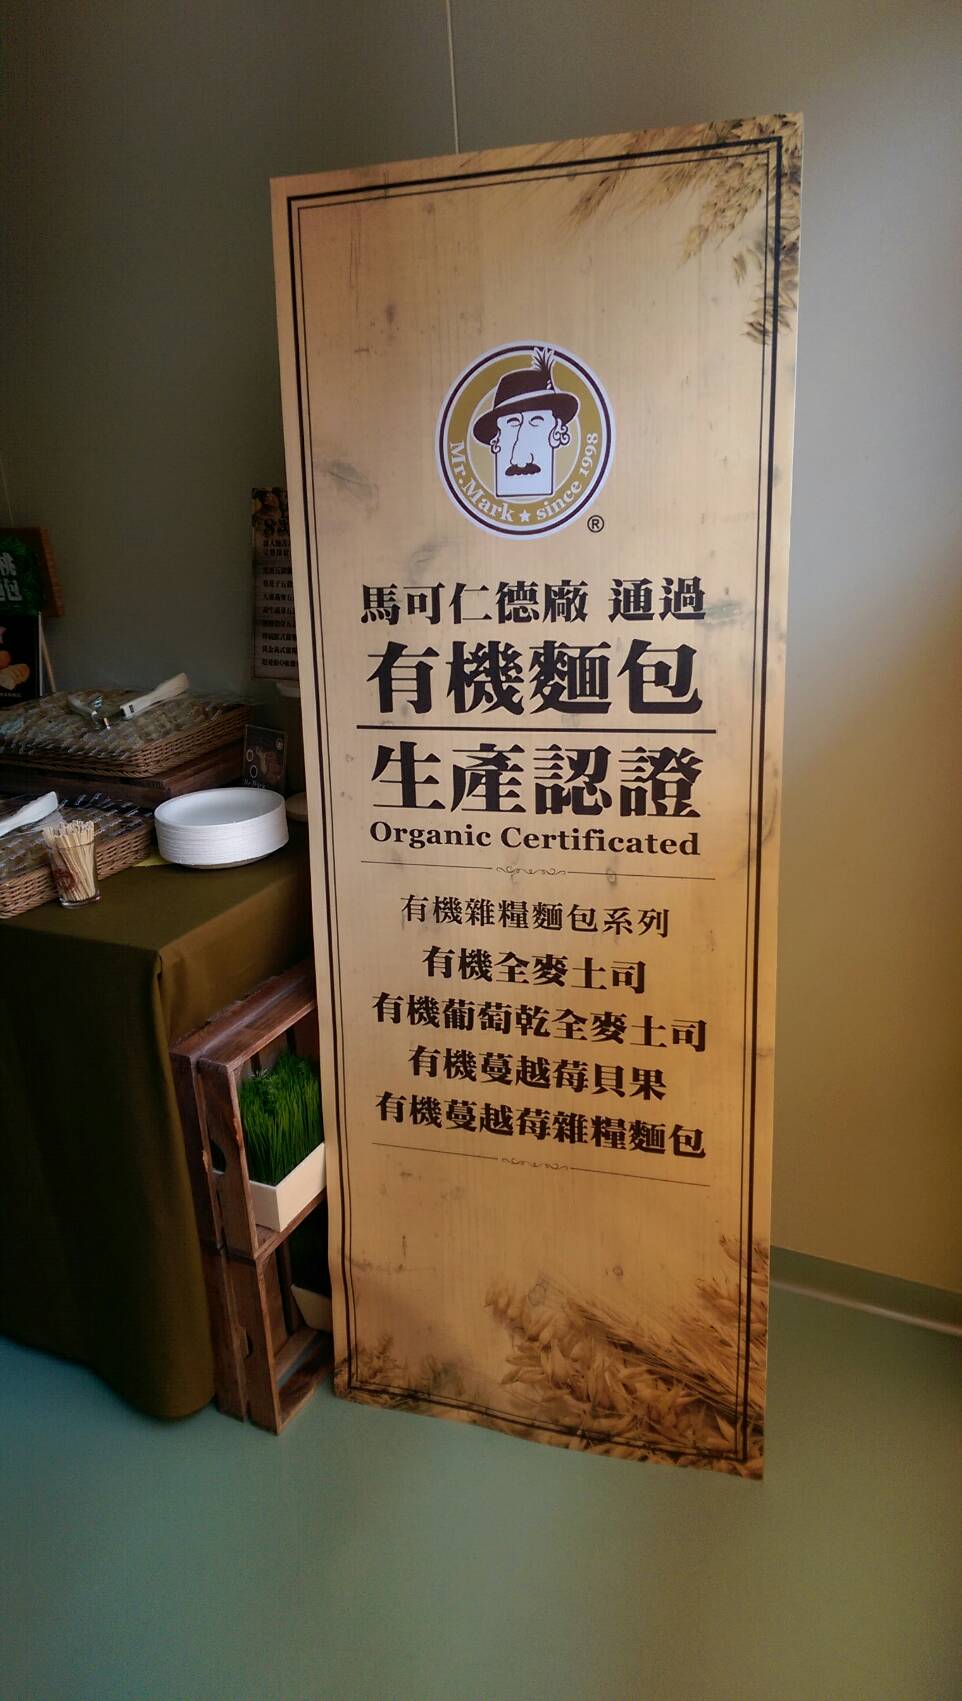 Mr. Mark ★ since 1998
®
馬可仁德廠 通過
有機麵包
生產認證
Organic Certificated
有機雜糧麵包系列
有機全麥土司
有機葡萄乾全麥土司
有機蔓越莓貝果
有機蔓越莓雜糧麵包